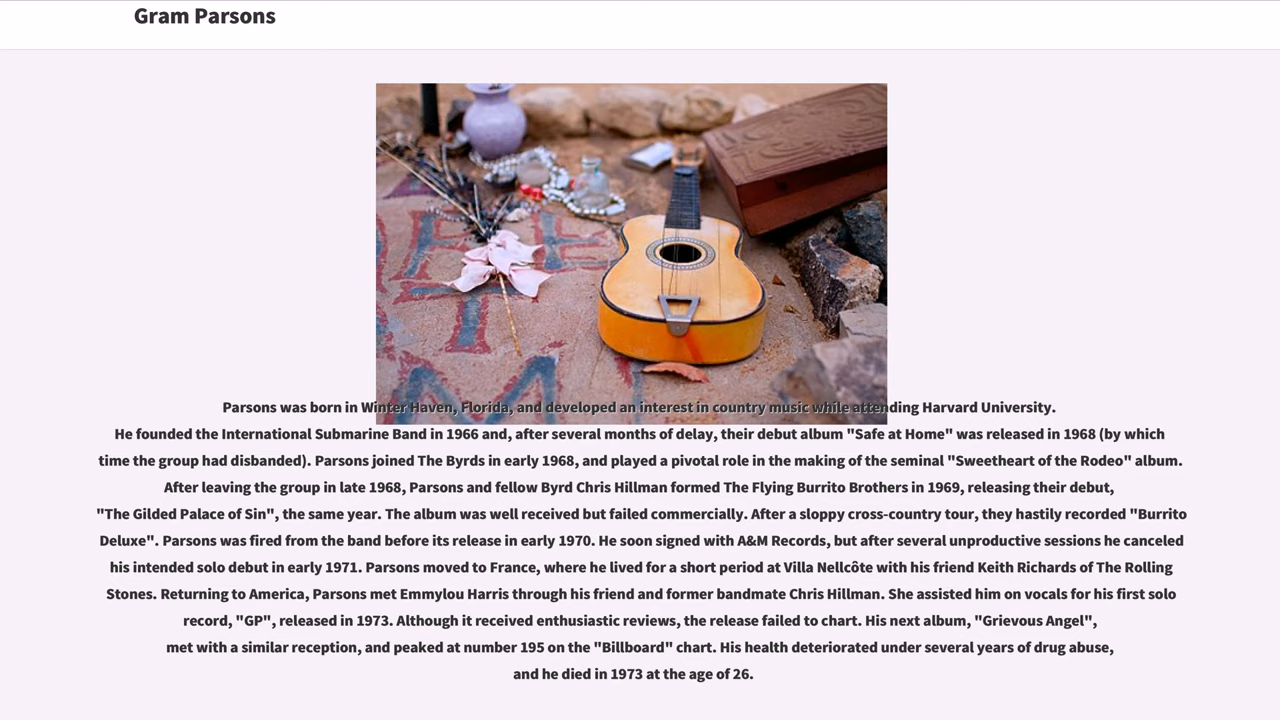 Gram Parsons
Parsons was born in Winter Haven, Florida, and developed an interest in country music while attending Harvard University.
He founded the International Submarine Band in 1966 and, after several months of delay, their debut album "Safe at Home" was released in 1968 (by which
time the group had disbanded). Parsons joined The Byrds in early 1968, and played a pivotal role in the making of the seminal "Sweetheart of the Rodeo" album.
After leaving the group in late 1968, Parsons and fellow Byrd Chris Hillman formed The Flying Burrito Brothers in 1969, releasing their debut,
"The Gilded Palace of Sin", the same year. The album was well received but failed commercially. After a sloppy cross-country tour, they hastily recorded "Burrito
Deluxe". Parsons was fired from the band before its release in early 1970. He soon signed with A&M Records, but after several unproductive sessions he canceled
his intended solo debut in early 1971. Parsons moved to France, where he lived for a short period at Villa Nellcôte with his friend Keith Richards of The Rolling
Stones. Returning to America, Parsons met Emmylou Harris through his friend and former bandmate Chris Hillman. She assisted him on vocals for his first solo
record, "GP", released in 1973. Although it received enthusiastic reviews, the release failed to chart. His next album, "Grievous Angel",
met with a similar reception, and peaked at number 195 on the "Billboard" chart. His health deteriorated under several years of drug abuse,
and he died in 1973 at the age of 26.